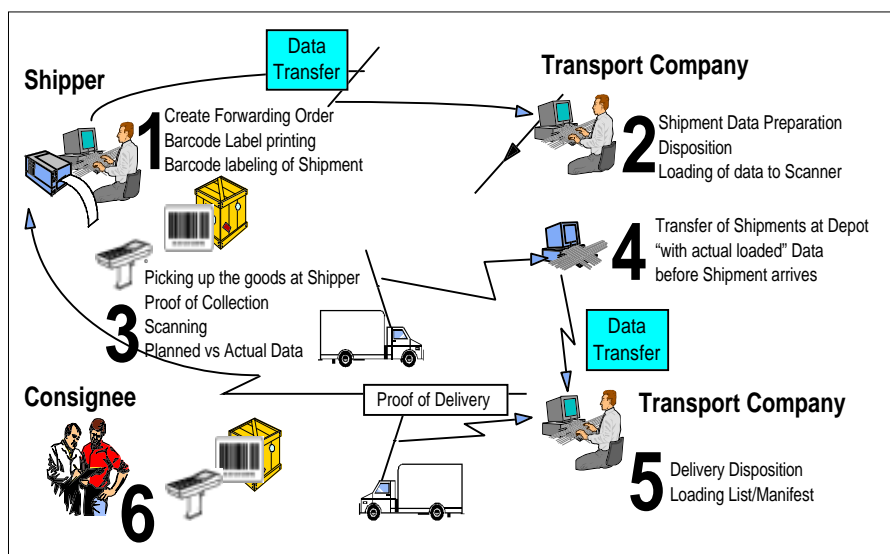 Data
Transfer
Shipper
Transport Company
1
Create Forwarding Order
Barcode Label printing
Barcode labeling of Shipment
2
Shipment Data Preparation
Disposition
Loading of data to Scanner
3
Picking up the goods at Shipper
Proof of Collection
Scanning
Planned vs Actual Data
4
Transfer of Shipments at Depot
“with actual loaded” Data
before Shipment arrives
Data
Transfer
Consignee
Proof of Delivery
Transport Company
5
Delivery Disposition
Loading List/Manifest
6